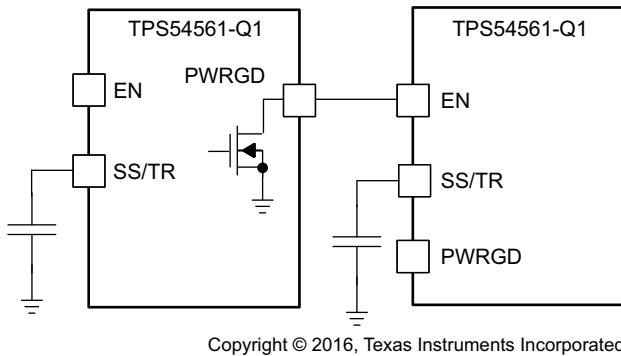 TPS54561-Q1
EN
PWRGD
SS/TR
TPS54561-Q1
EN
SS/TR
PWRGD
Copyright © 2016, Texas Instruments Incorporated